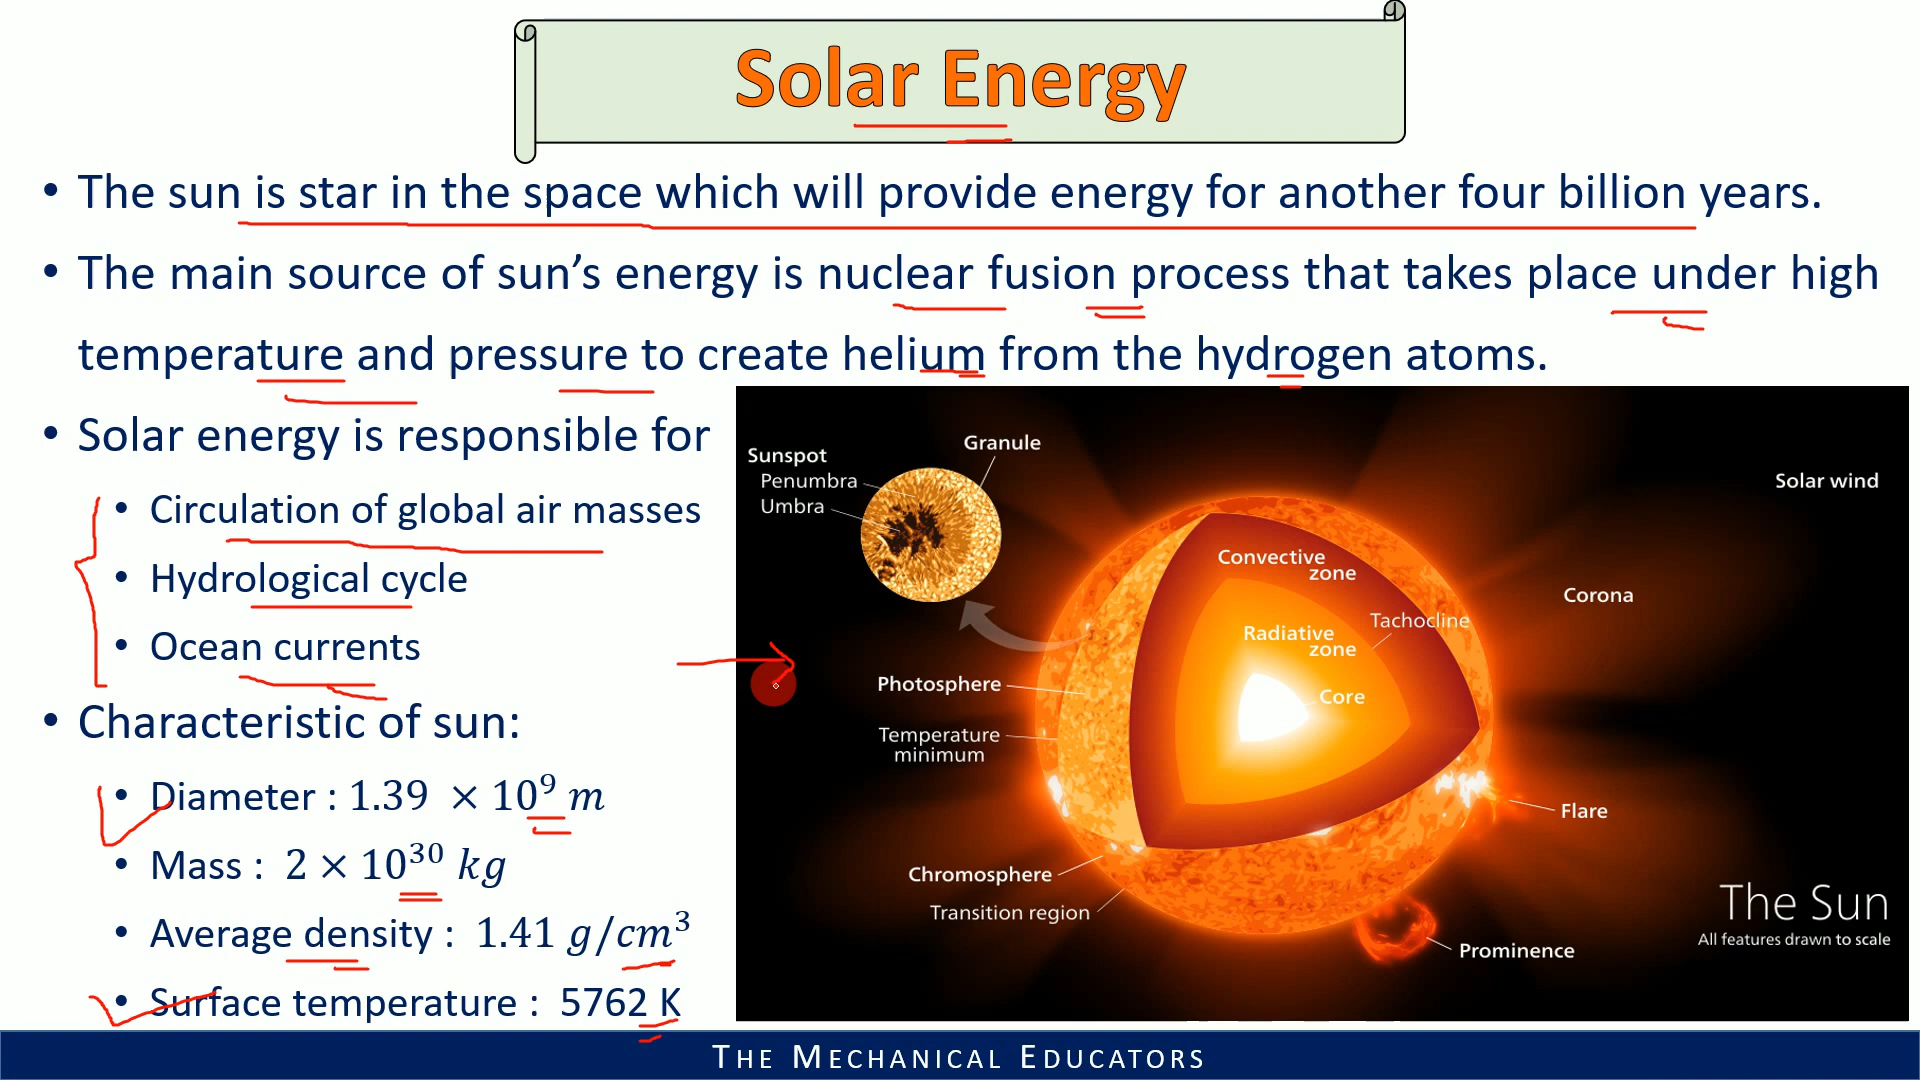 Solar Energy
• The sun is star in the space which will provide energy for another four billion years.
• The main source of sun’s energy is nuclear fusion process that takes place under high
temperature and pressure to create helium from the hydrogen atoms.
• Solar energy is responsible for
• Circulation of global air masses
• Hydrological cycle
• Ocean currents
• Characteristic of sun:
• Diameter : 1.39 × 10⁹ m
• Mass : 2 × 10³⁰ kg
• Average density : 1.41 g/cm³
• Surface temperature : 5762 K
Sunspot
Penumbra
Umbra
Granule
Solar wind
Convective
zone
Corona
Tachocline
Radiative
zone
Photosphere
Core
Temperature
minimum
Flare
Chromosphere
Transition region
Prominence
The Sun
All features drawn to scale
THE MECHANICAL EDUCATORS